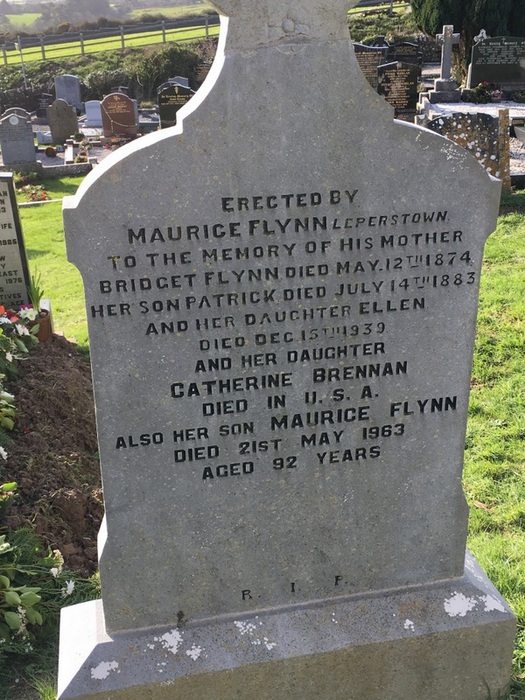 ERECTED BY
MAURICE FLYNN LEPERSTOWN.
TO THE MEMORY OF HIS MOTHER
BRIDGET FLYNN DIED MAY. 12TH 1874
HER SON PATRICK DIED JULY 14TH 1883
AND HER DAUGHTER ELLEN
DIED DEC. 15TH 1939
AND HER DAUGHTER
CATHERINE BRENNAN
DIED IN U. S. A.
ALSO HER SON MAURICE FLYNN
DIED 21ST MAY 1963
AGED 92 YEARS
R. I. P.